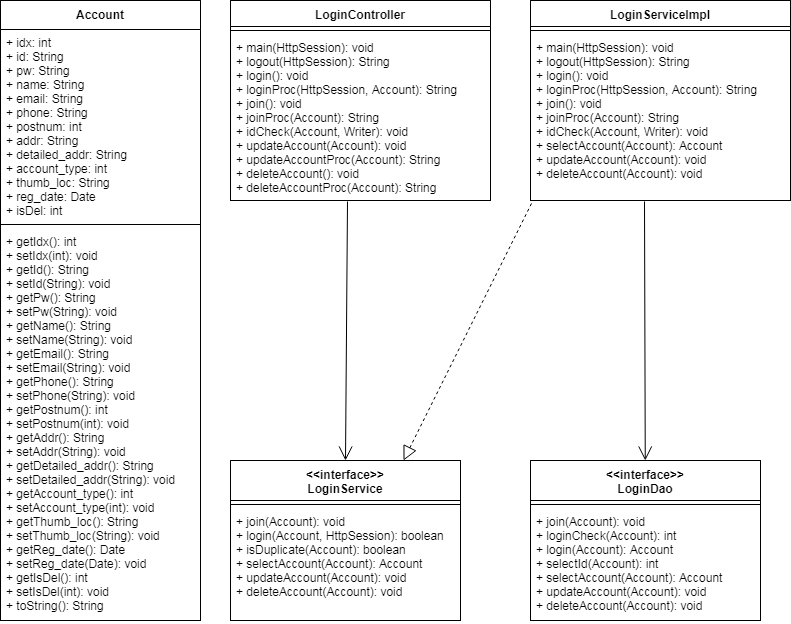 Account
+ idx: int
+ id: String
+ pw: String
+ name: String
+ email: String
+ phone: String
+ postnum: int
+ addr: String
+ detailed_addr: String
+ account_type: int
+ thumb_loc: String
+ reg_date: Date
+ isDel: int
+ getIdx(): int
+ setIdx(int): void
+ getId(): String
+ setId(String): void
+ getPw(): String
+ setPw(String): void
+ getName(): String
+ setName(String): void
+ getEmail(): String
+ setEmail(String): void
+ getPhone(): String
+ setPhone(String): void
+ getPostnum(): int
+ setPostnum(int): void
+ getAddr(): String
+ setAddr(String): void
+ getDetailed_addr(): String
+ setDetailed_addr(String): void
+ getAccount_type(): int
+ setAccount_type(int): void
+ getThumb_loc(): String
+ setThumb_loc(String): void
+ getReg_date(): Date
+ setReg_date(Date): void
+ getIsDel(): int
+ setIsDel(int): void
+ toString(): String
LoginController
+ main(HttpSession): void
+ logout(HttpSession): String
+ login(): void
+ loginProc(HttpSession, Account): String
+ join(): void
+ joinProc(Account): String
+ idCheck(Account, Writer): void
+ updateAccount(Account): void
+ updateAccountProc(Account): String
+ deleteAccount(): void
+ deleteAccountProc(Account): String
LoginServiceImpl
+ main(HttpSession): void
+ logout(HttpSession): String
+ login(): void
+ loginProc(HttpSession, Account): String
+ join(): void
+ joinProc(Account): String
+ idCheck(Account, Writer): void
+ selectAccount(Account): Account
+ updateAccount(Account): void
+ deleteAccount(Account): void
<<interface>>
LoginService
+ join(Account): void
+ login(Account, HttpSession): boolean
+ isDuplicate(Account): boolean
+ selectAccount(Account): Account
+ updateAccount(Account): void
+ deleteAccount(Account): void
<<interface>>
LoginDao
+ join(Account): void
+ loginCheck(Account): int
+ login(Account): Account
+ selectId(Account): int
+ selectAccount(Account): Account
+ updateAccount(Account): void
+ deleteAccount(Account): void